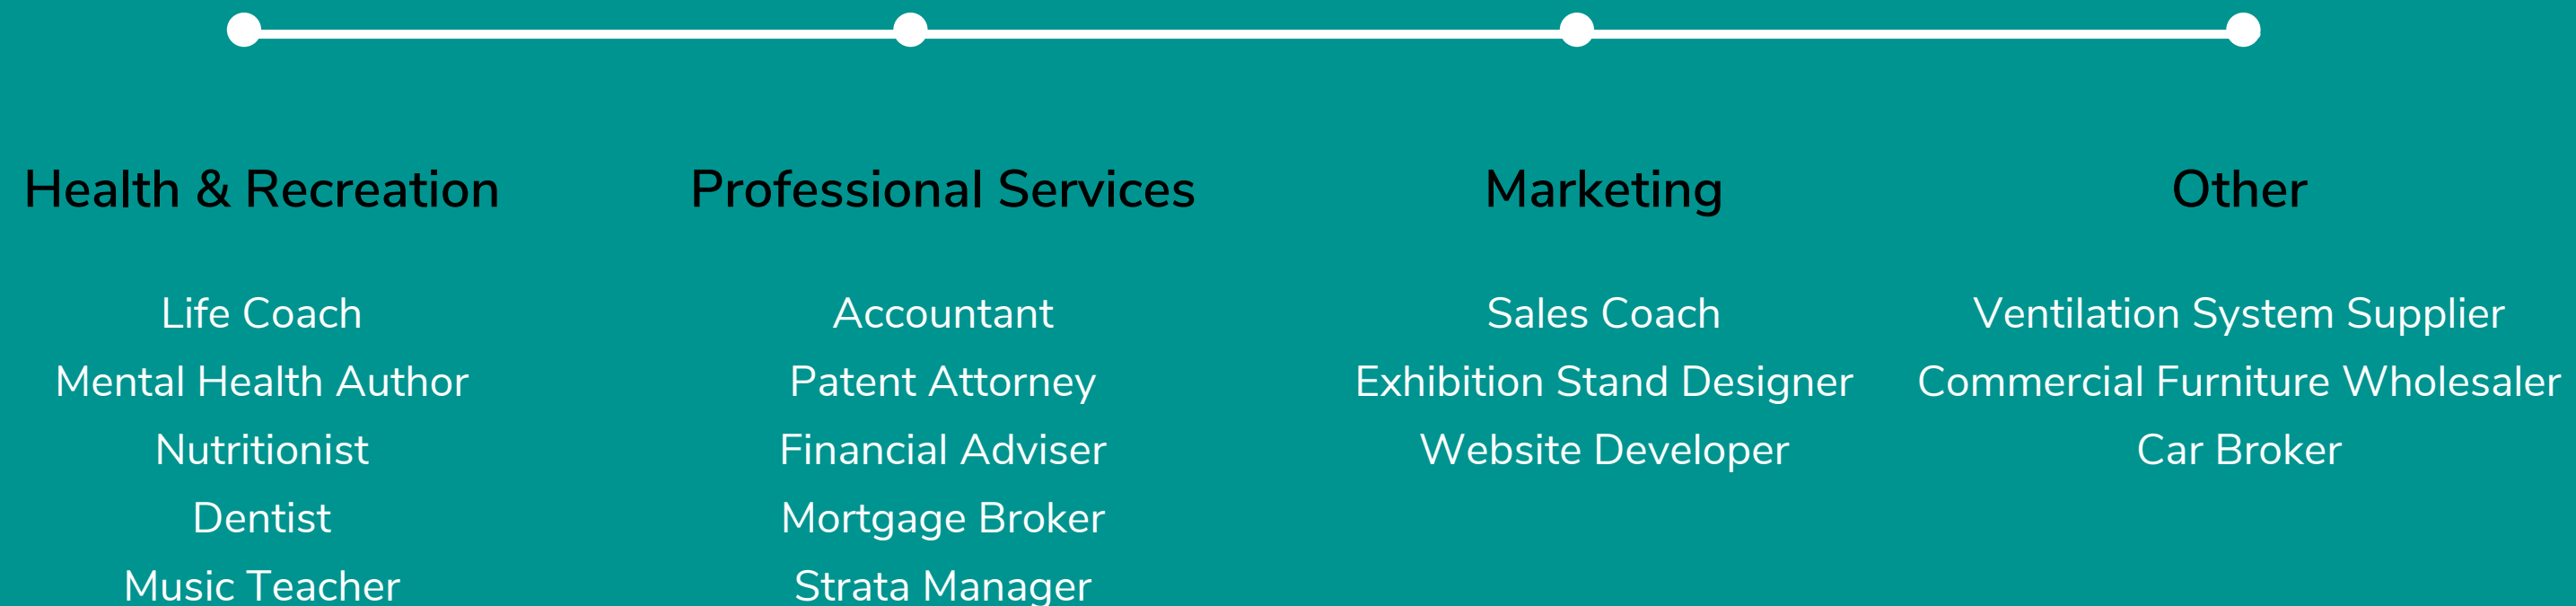 Health & Recreation
Life Coach
Mental Health Author
Nutritionist
Dentist
Music Teacher
Professional Services
Accountant
Patent Attorney
Financial Adviser
Mortgage Broker
Strata Manager
Marketing
Sales Coach
Exhibition Stand Designer
Website Developer
Other
Ventilation System Supplier
Commercial Furniture Wholesaler
Car Broker